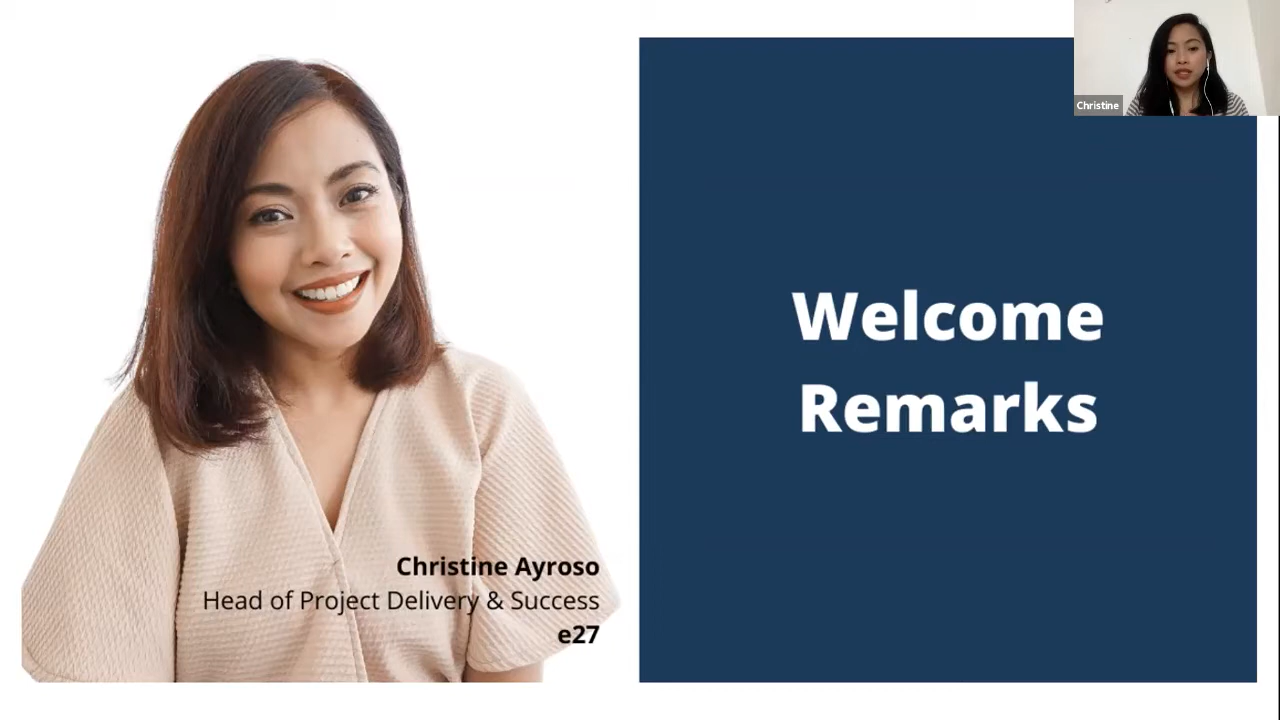 Christine
Welcome
Remarks
Christine Ayroso
Head of Project Delivery & Success
e27